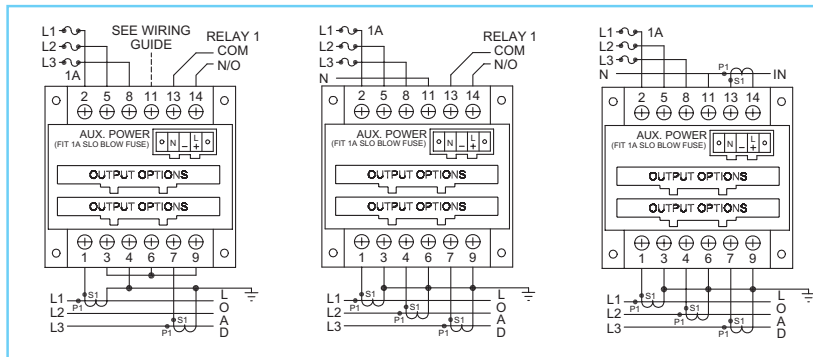 L1 1A
L2
L3
1A
SEE WIRING
GUIDE
RELAY 1
COM
N/O
2 5 8 11 13 14
AUX. POWER
(FIT 1A SLO BLOW FUSE)
N − L +
OUTPUT OPTIONS
OUTPUT OPTIONS
1 3 4 6 7 9
L1 P1 S1 L
L2 O
L3 P1 S1 A
D
L1 1A
L2
L3
N
RELAY 1
COM
N/O
2 5 8 11 13 14
AUX. POWER
(FIT 1A SLO BLOW FUSE)
N − L +
OUTPUT OPTIONS
OUTPUT OPTIONS
1 3 4 6 7 9
L1 P1 S1 L
L2 P1 S1 O
L3 P1 S1 A
D
L1 1A
L2
L3
N P1 S1 IN
2 5 8 11 13 14
AUX. POWER
(FIT 1A SLO BLOW FUSE)
N − L +
OUTPUT OPTIONS
OUTPUT OPTIONS
1 3 4 6 7 9
L1 P1 S1 L
L2 P1 S1 O
L3 P1 S1 A
D